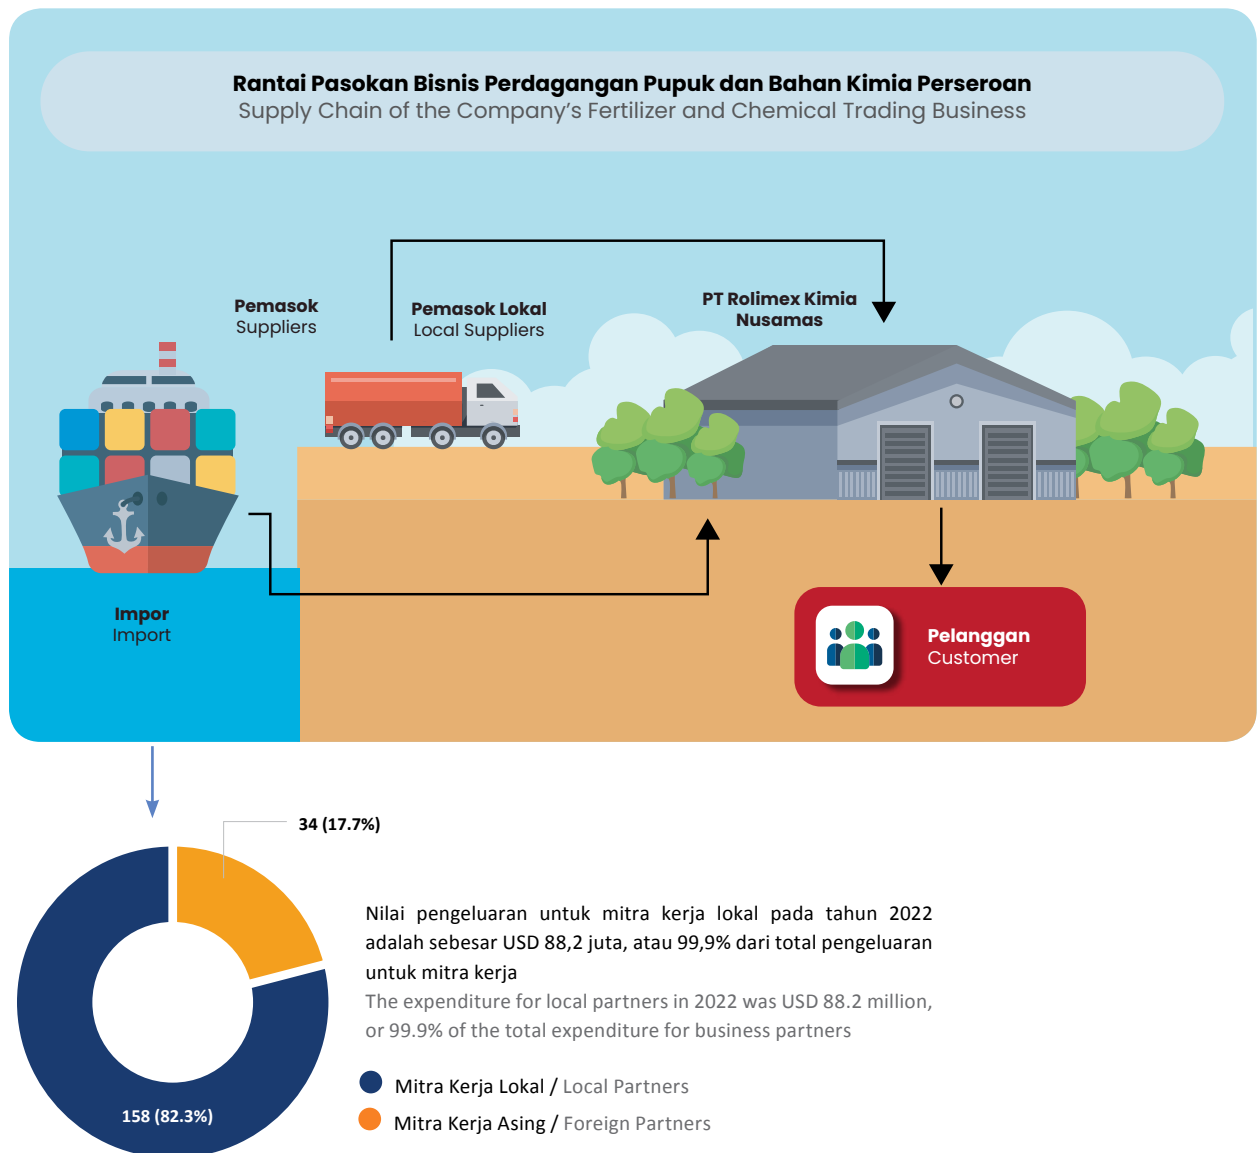 Rantai Pasokan Bisnis Perdagangan Pupuk dan Bahan Kimia Perseroan
Supply Chain of the Company's Fertilizer and Chemical Trading Business
Pemasok
Suppliers
Pemasok Lokal
Local Suppliers
PT Rolimex Kimia
Nusamas
Impor
Import
Pelanggan
Customer
34 (17.7%)
158 (82.3%)
Nilai pengeluaran untuk mitra kerja lokal pada tahun 2022
adalah sebesar USD 88,2 juta, atau 99,9% dari total pengeluaran
untuk mitra kerja
The expenditure for local partners in 2022 was USD 88.2 million,
or 99.9% of the total expenditure for business partners
Mitra Kerja Lokal / Local Partners
Mitra Kerja Asing / Foreign Partners